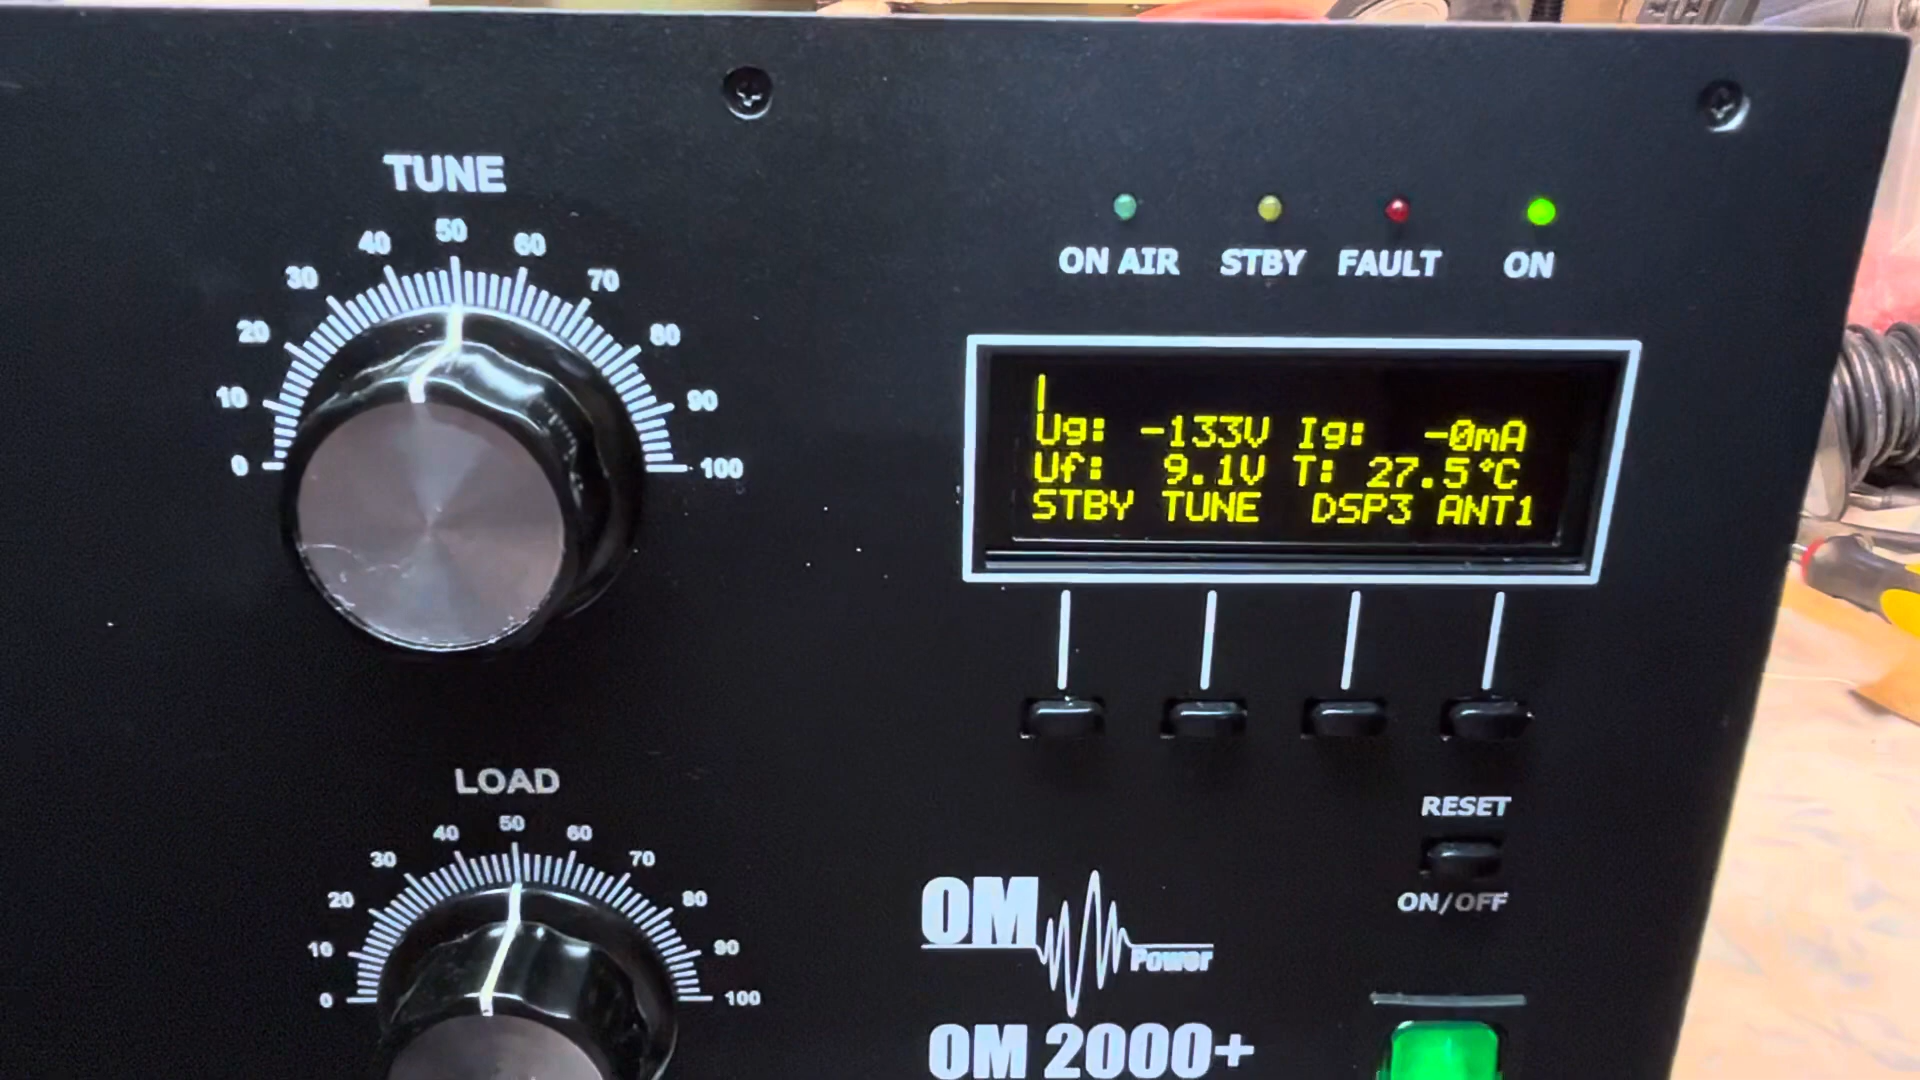 TUNE
0 10 20 30 40 50 60 70 80 90 100
ON AIR STBY FAULT ON
Ug: -133V Ig: -0mA
Uf: 9.1V T: 27.5°C
STBY TUNE DSP3 ANT1
LOAD
0 10 20 30 40 50 60 70 80 90 100
RESET
ON/OFF
OM Power
OM 2000+